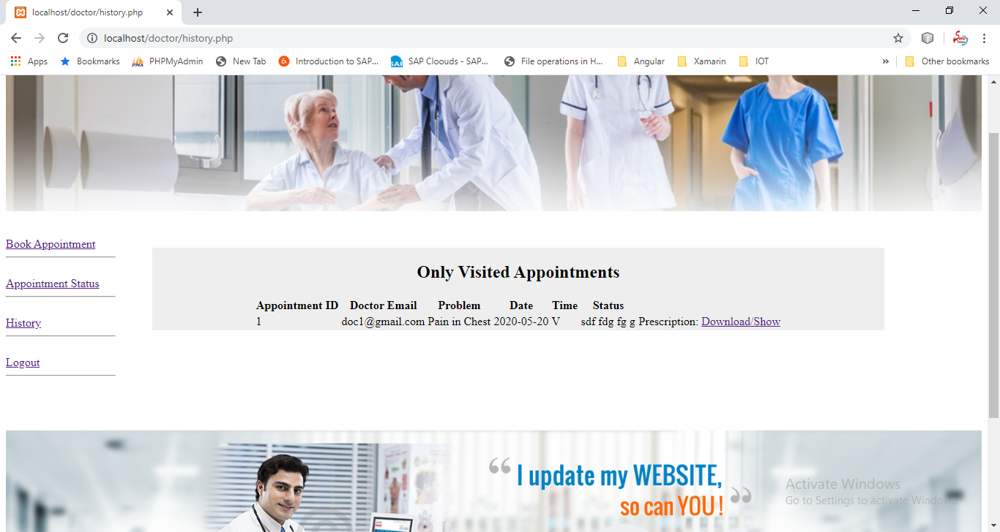 localhost/doctor/history.php
localhost/doctor/history.php
Apps Bookmarks PHPMyAdmin New Tab Introduction to SAP... SAP Cloouds - SAP... File operations in H... Angular Xamarin IOT » Other bookmarks
Book Appointment
Appointment Status
History
Logout
Only Visited Appointments
Appointment ID Doctor Email Problem Date Time Status
1 doc1@gmail.com Pain in Chest 2020-05-20 V sdf fdg fg g Prescription: Download/Show
“ I update my WEBSITE,
so can YOU! ”
Activate Windows
Go to Settings to activate Windows.